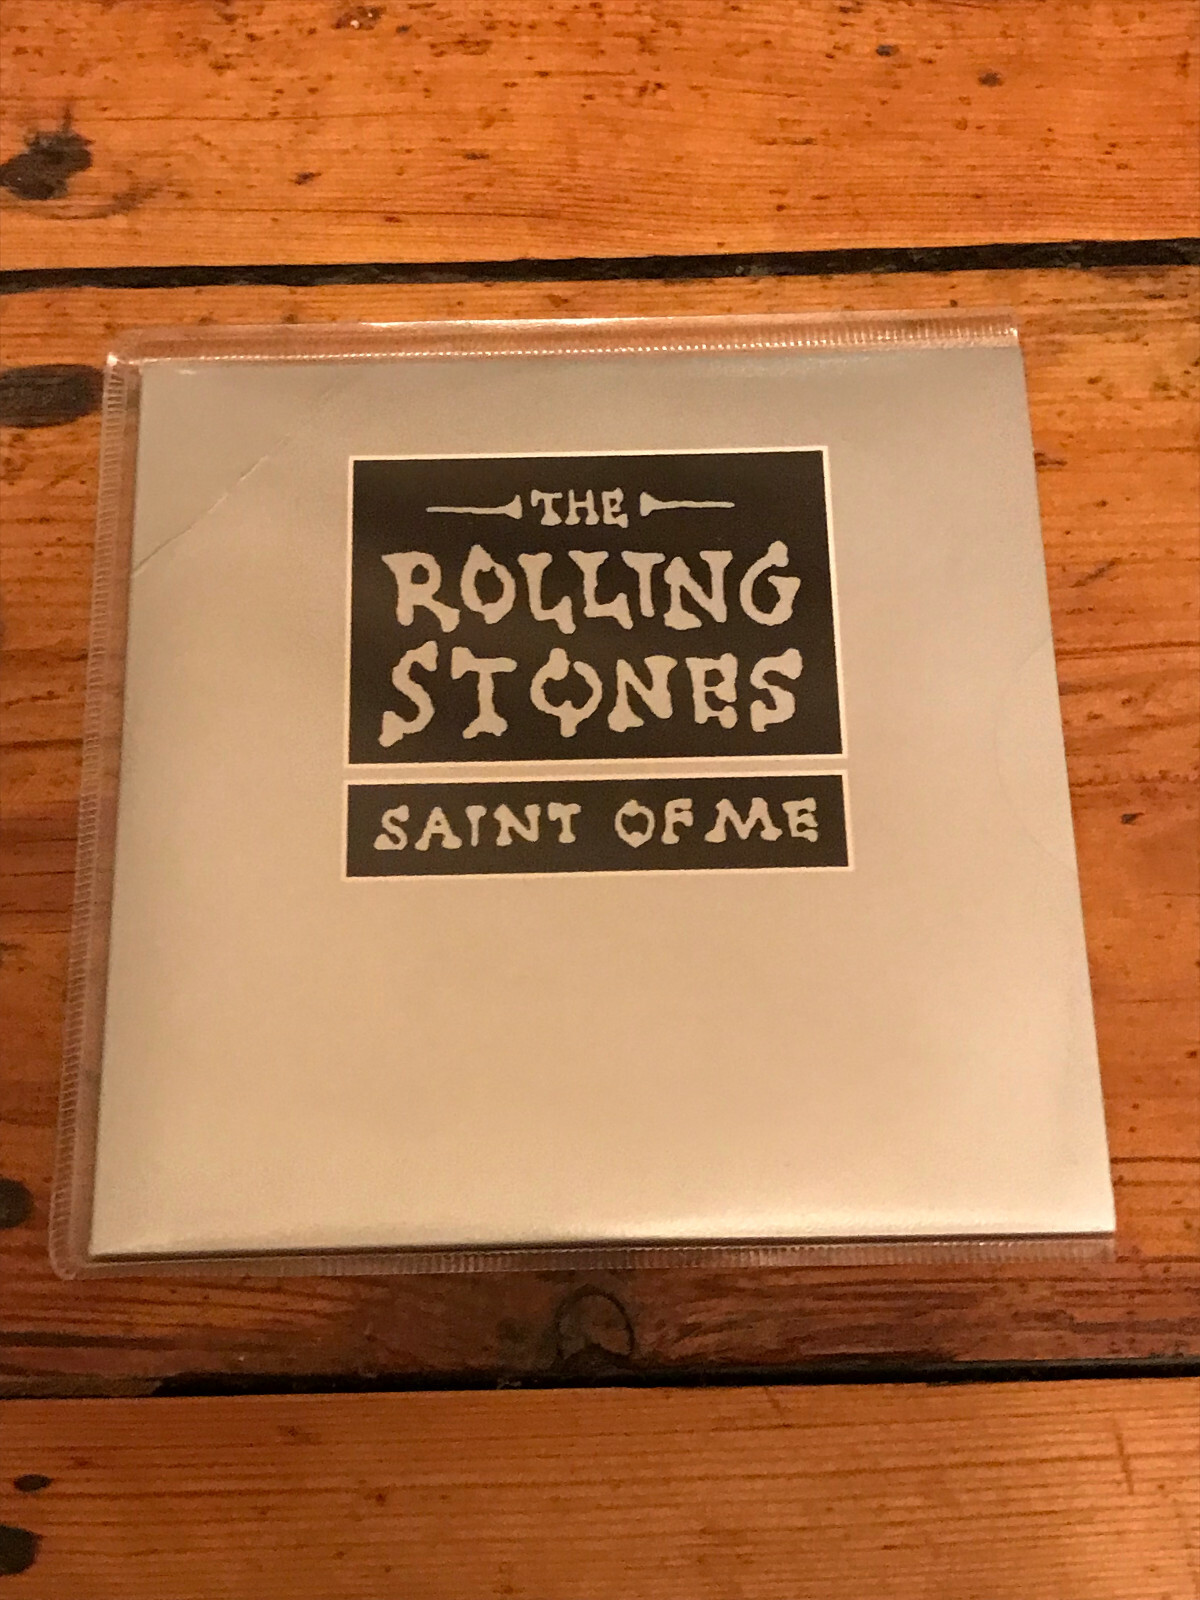 THE
ROLLING
STONES
SAINT OF ME